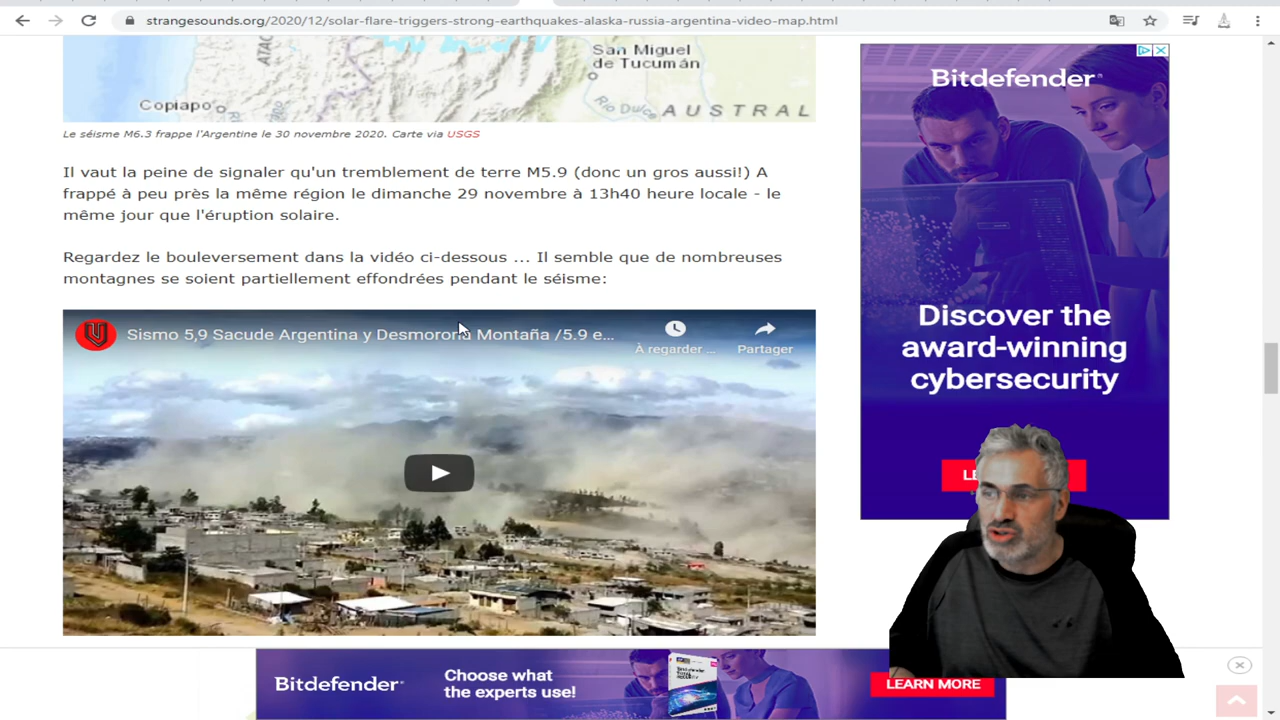 strangesounds.org/2020/12/solar-flare-triggers-strong-earthquakes-alaska-russia-argentina-video-map.html
San Miguel
de Tucumán
Copiapo
Rio Dulce
AUSTRAL
Le séisme M6.3 frappe l'Argentine le 30 novembre 2020. Carte via USGS
Il vaut la peine de signaler qu'un tremblement de terre M5.9 (donc un gros aussi!) A
frappé à peu près la même région le dimanche 29 novembre à 13h40 heure locale - le
même jour que l'éruption solaire.
Regardez le bouleversement dans la vidéo ci-dessous ... Il semble que de nombreuses
montagnes se soient partiellement effondrées pendant le séisme:
Sismo 5,9 Sacude Argentina y Desmorona Montaña /5.9 e...
À regarder ...
Partager
Bitdefender
Discover the
award-winning
cybersecurity
Bitdefender
Choose what
the experts use!
LEARN MORE